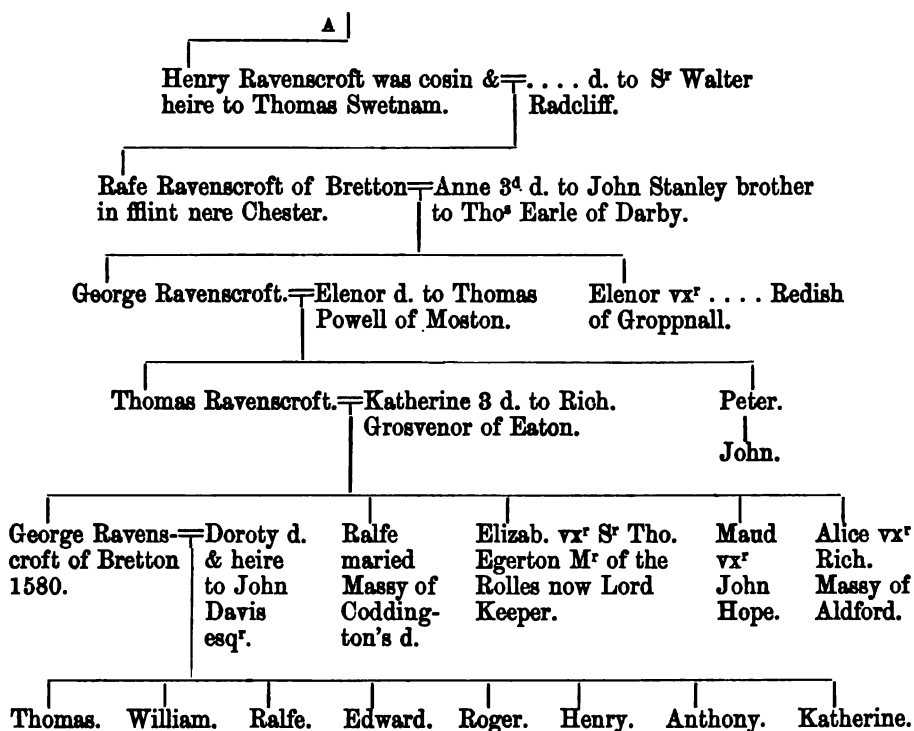 A
Henry Ravenscroft was cosin & .... d. to Sʳ Walter
heire to Thomas Swetnam. Radcliff.
Rafe Ravenscroft of Bretton Anne 3ᵈ d. to John Stanley brother
in fflint nere Chester. to Thoˢ Earle of Darby.
George Ravenscroft. Elenor d. to Thomas
Powell of Moston.
Elenor vxʳ .... Redish
of Groppnall.
Thomas Ravenscroft. Katherine 3 d. to Rich.
Grosvenor of Eaton.
Peter.
John.
George Ravens-
croft of Bretton
1580.
Doroty d.
& heire
to John
Davis
esqʳ.
Ralfe
maried
Massy of
Codding-
ton's d.
Elizab. vxʳ Sʳ Tho.
Egerton Mʳ of the
Rolles now Lord
Keeper.
Maud
vxʳ
John
Hope.
Alice vxʳ
Rich.
Massy of
Aldford.
Thomas. William. Ralfe. Edward. Roger. Henry. Anthony. Katherine.